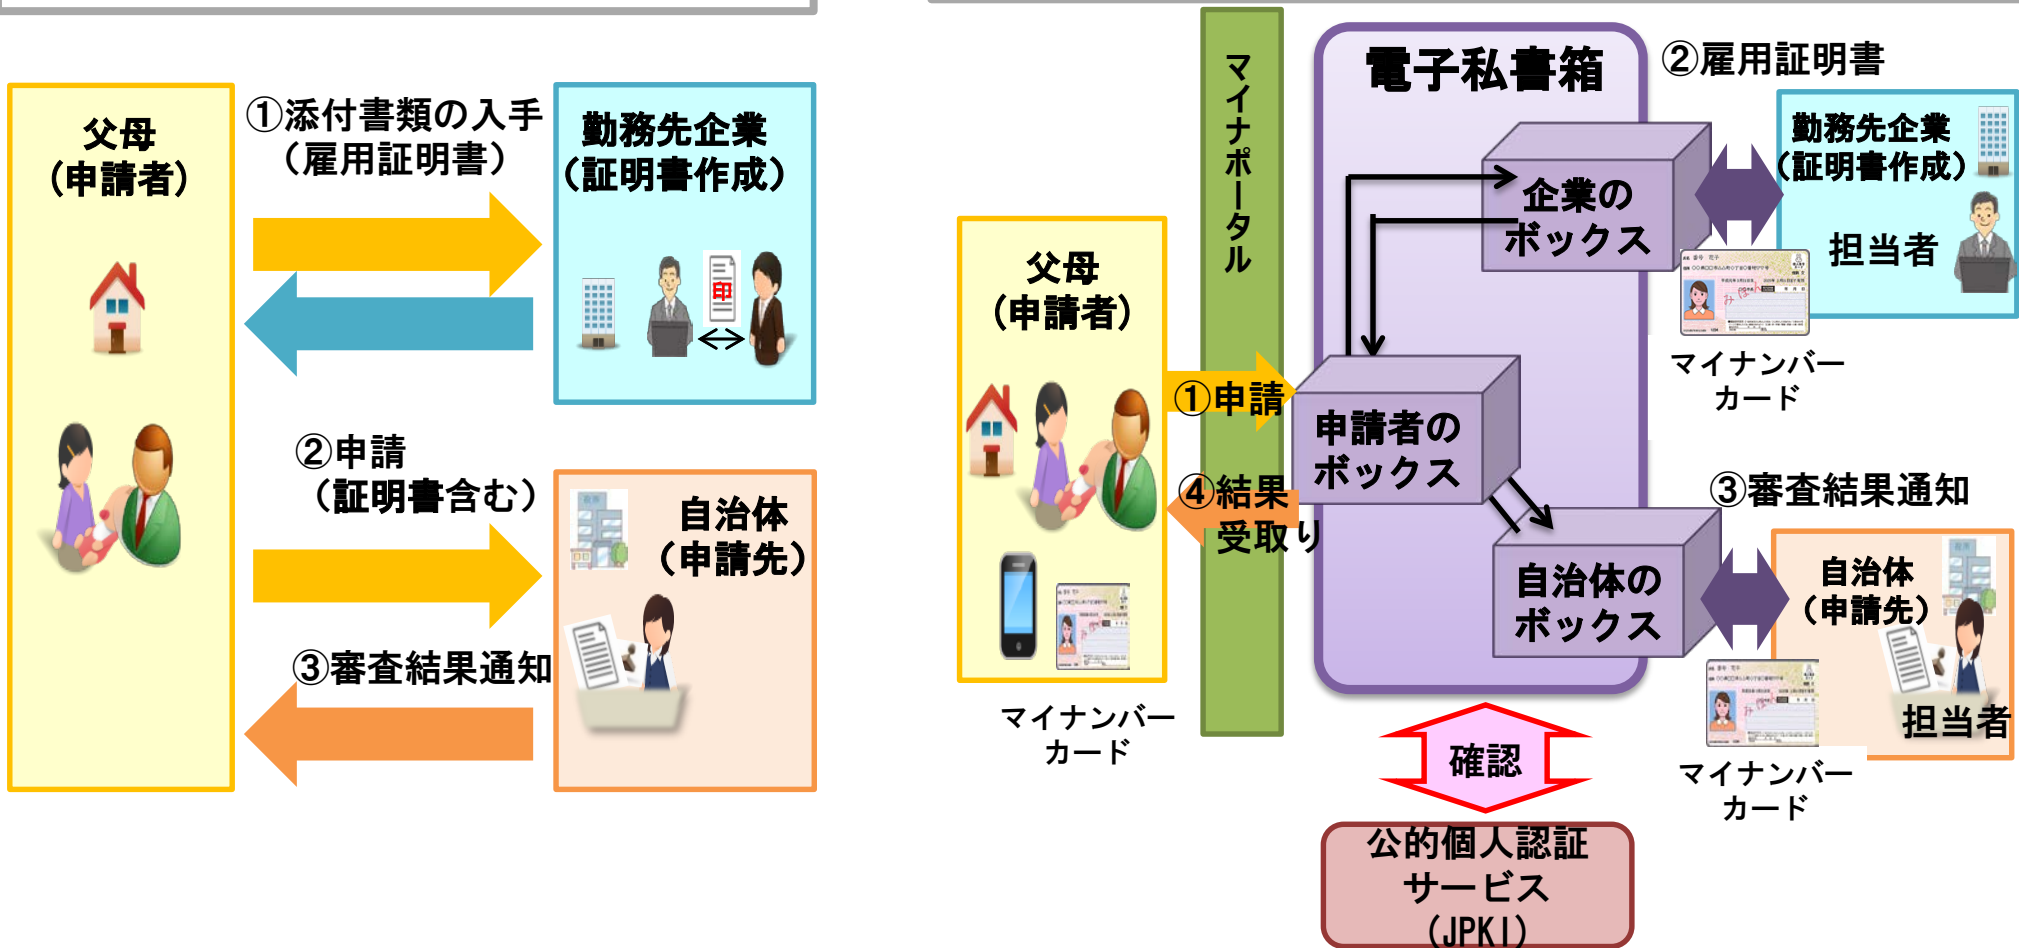 父母
(申請者)
①添付書類の入手
(雇用証明書)
勤務先企業
(証明書作成)
印
②申請
(証明書含む)
自治体
(申請先)
③審査結果通知
マイナポータル
電子私書箱
②雇用証明書
勤務先企業
(証明書作成)
担当者
企業の
ボックス
マイナンバー
カード
父母
(申請者)
①申請
申請者の
ボックス
④結果
受取り
③審査結果通知
自治体の
ボックス
自治体
(申請先)
担当者
マイナンバー
カード
マイナンバー
カード
確認
公的個人認証
サービス
(JPKI)